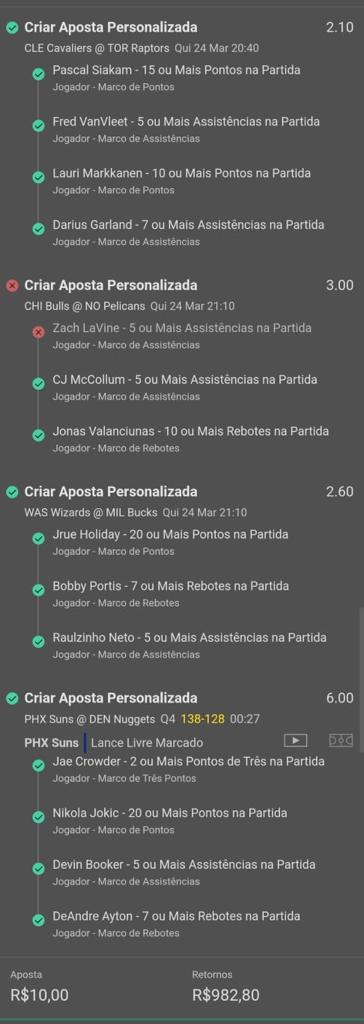 Criar Aposta Personalizada 2.10
CLE Cavaliers @ TOR Raptors Qui 24 Mar 20:40
Pascal Siakam - 15 ou Mais Pontos na Partida
Jogador - Marco de Pontos
Fred VanVleet - 5 ou Mais Assistências na Partida
Jogador - Marco de Assistências
Lauri Markkanen - 10 ou Mais Pontos na Partida
Jogador - Marco de Pontos
Darius Garland - 7 ou Mais Assistências na Partida
Jogador - Marco de Assistências
Criar Aposta Personalizada 3.00
CHI Bulls @ NO Pelicans Qui 24 Mar 21:10
Zach LaVine - 5 ou Mais Assistências na Partida
Jogador - Marco de Assistências
CJ McCollum - 5 ou Mais Assistências na Partida
Jogador - Marco de Assistências
Jonas Valanciunas - 10 ou Mais Rebotes na Partida
Jogador - Marco de Rebotes
Criar Aposta Personalizada 2.60
WAS Wizards @ MIL Bucks Qui 24 Mar 21:10
Jrue Holiday - 20 ou Mais Pontos na Partida
Jogador - Marco de Pontos
Bobby Portis - 7 ou Mais Rebotes na Partida
Jogador - Marco de Rebotes
Raulzinho Neto - 5 ou Mais Assistências na Partida
Jogador - Marco de Assistências
Criar Aposta Personalizada 6.00
PHX Suns @ DEN Nuggets Q4 138-128 00:27
PHX Suns Lance Livre Marcado
Jae Crowder - 2 ou Mais Pontos de Três na Partida
Jogador - Marco de Três Pontos
Nikola Jokic - 20 ou Mais Pontos na Partida
Jogador - Marco de Pontos
Devin Booker - 5 ou Mais Assistências na Partida
Jogador - Marco de Assistências
DeAndre Ayton - 7 ou Mais Rebotes na Partida
Jogador - Marco de Rebotes
Aposta Retornos
R$10,00 R$982,80